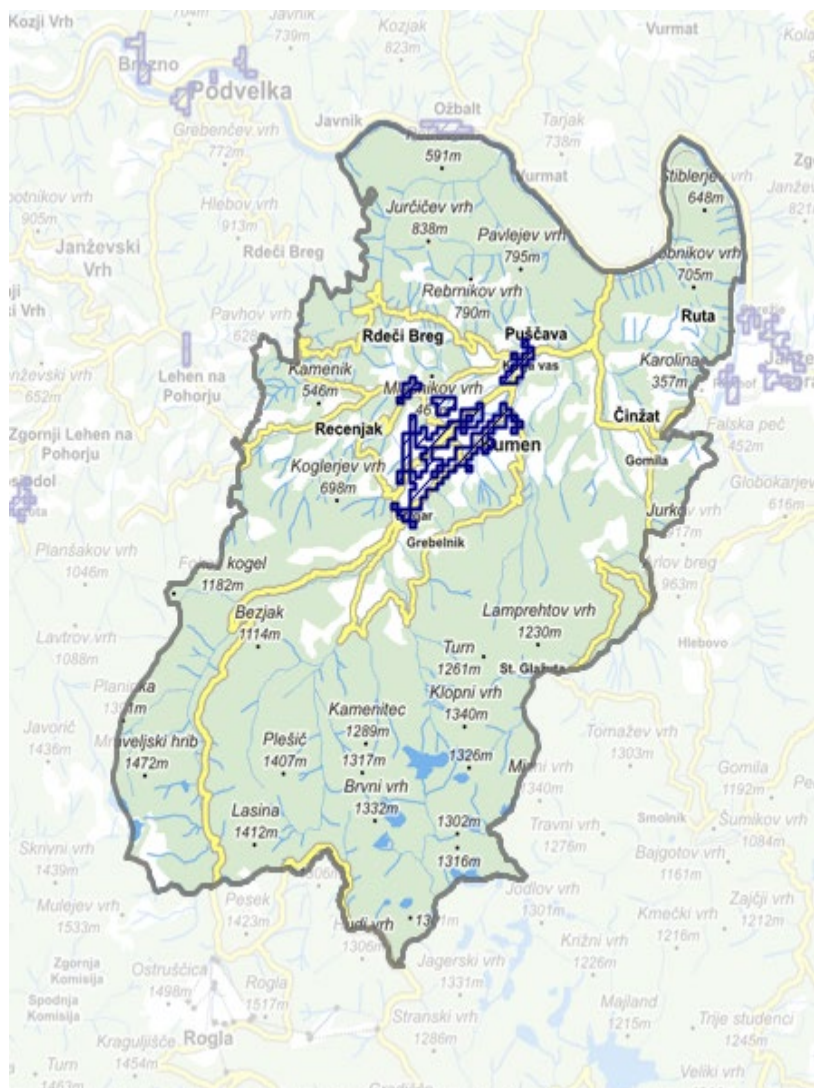 Kozji Vrh
Javnik
739m
Kozjak
823m
Vurmat
Brezno
Podvelka
Grebenčev vrh
772m
Javnik
Ožbalt
Tarjak
738m
591m
Vurmat
Stiblerjev vrh
648m
Hlebov vrh
913m
905m
Janževski
Vrh
Rdeči Breg
Jurčičev vrh
838m
Pavlejev vrh
795m
705m
Rebrnikov vrh
790m
Ruta
Pavhov vrh
Rdeči Breg
Puščava
Lehen na
Pohorju
652m
Kamenik
546m
Karolina
357m
Recenjak
Činžat
Falska peč
452m
Zgornji Lehen na
Pohorju
Koglerjev vrh
698m
Gomila
616m
Grebelnik
Planšakov vrh
1046m
kogel
1182m
963m
Bezjak
1114m
Lamprehtov vrh
1230m
Hlebovo
Lavtrov vrh
1088m
Turn
1261m
Klopni vrh
1340m
Kamenitec
1289m
1317m
Tomažev vrh
1303m
Javorič
1436m
1472m
Plešič
1407m
1326m
1340m
Gomila
1192m
Brvni vrh
1332m
Smolnik
Šumikov vrh
1084m
Lasina
1412m
1302m
1316m
Travni vrh
1276m
Bajgotov vrh
1161m
Skrivni vrh
1439m
Pesek
1423m
Jodlov vrh
1301m
Zajčji vrh
1212m
Mulejev vrh
1533m
1306m
Kmečki vrh
1216m
Križni vrh
1226m
Zgornja
Komisija
Ostruščica
1498m
Jagerski vrh
1331m
Spodnja
Komisija
Rogla
1517m
Majland
1215m
Stranski vrh
1286m
Trije studenci
1245m
Kraguljišče
1454m
Rogla
Turn
Veliki vrh